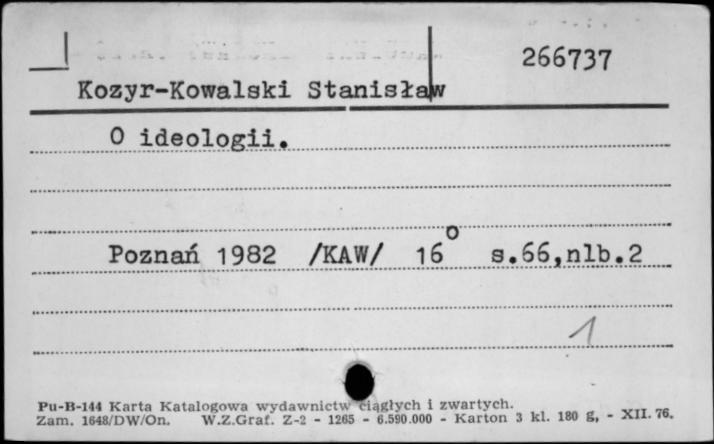 266737
Kozyr-Kowalski Stanisław
O ideologii.
Poznań 1982 /KAW/ 16° s.66,nlb.2
1
Pu-B-144 Karta Katalogowa wydawnictw ciągłych i zwartych.
Zam. 1648/DW/On. W.Z.Graf. Z-2 - 1265 - 6.590.000 - Karton 3 kl. 180 g, - XII. 76.